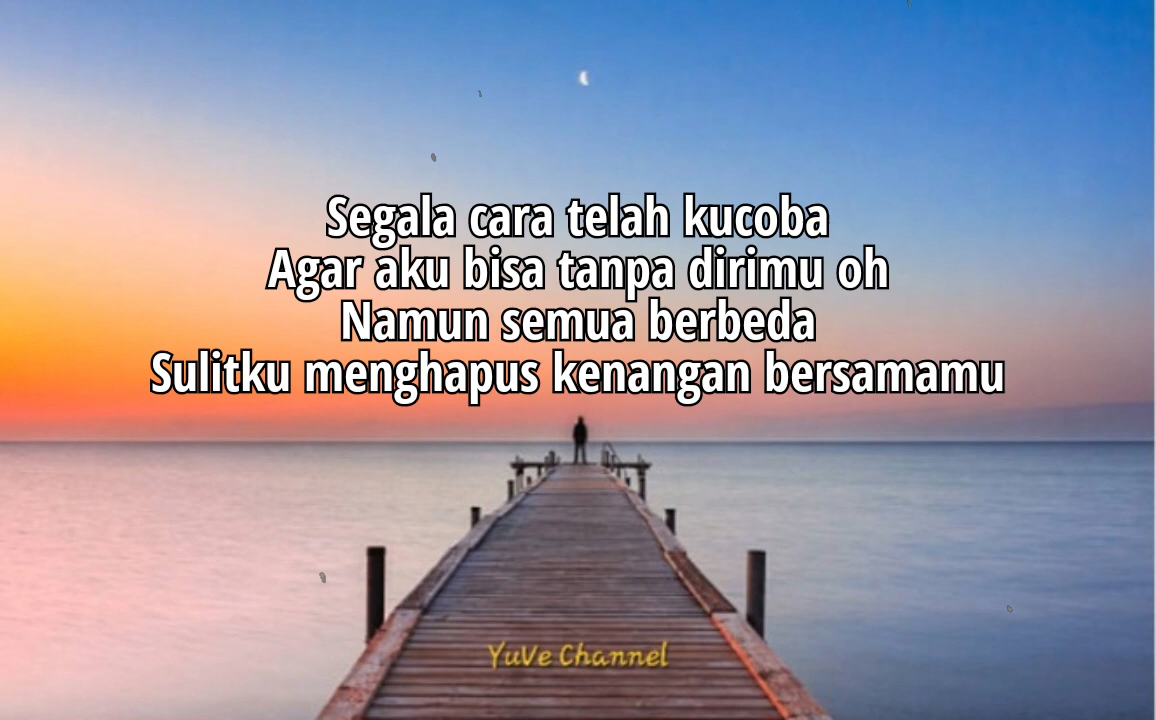 Segala cara telah kucoba
Agar aku bisa tanpa dirimu oh
Namun semua berbeda
Sulitku menghapus kenangan bersamamu
YuVe Channel